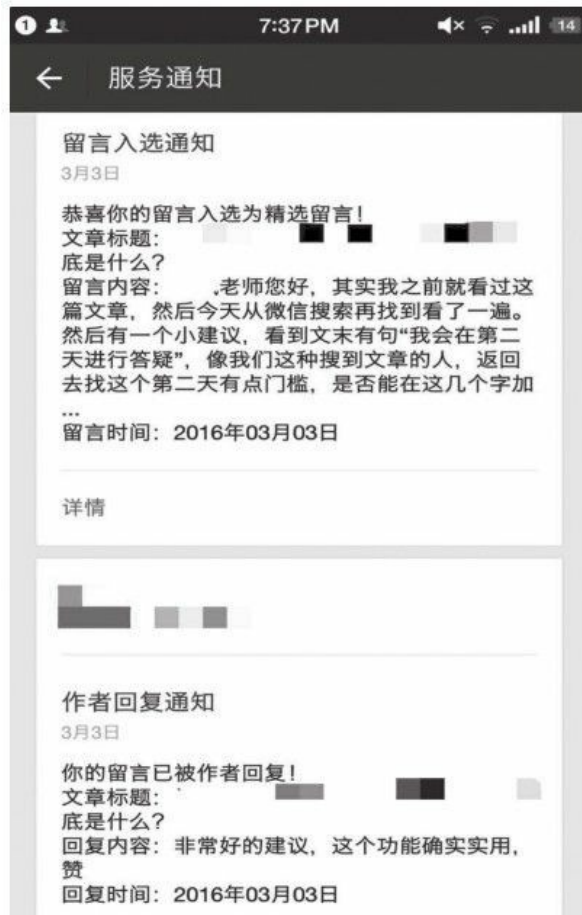 1
7:37 PM
14
服务通知
留言入选通知
3月3日
恭喜你的留言入选为精选留言！
文章标题：
底是什么？
留言内容： 老师您好，其实我之前就看过这
篇文章，然后今天从微信搜索再找到看了一遍。
然后有一个小建议，看到文末有句“我会在第二
天进行答疑”，像我们这种搜到文章的人，返回
去找这个第二天有点门槛，是否能在这几个字加
...
留言时间：2016年03月03日
详情
作者回复通知
3月3日
你的留言已被作者回复！
文章标题：
底是什么？
回复内容：非常好的建议，这个功能确实实用，
赞
回复时间：2016年03月03日